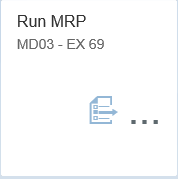 Run MRP
MD03 - EX 69
...